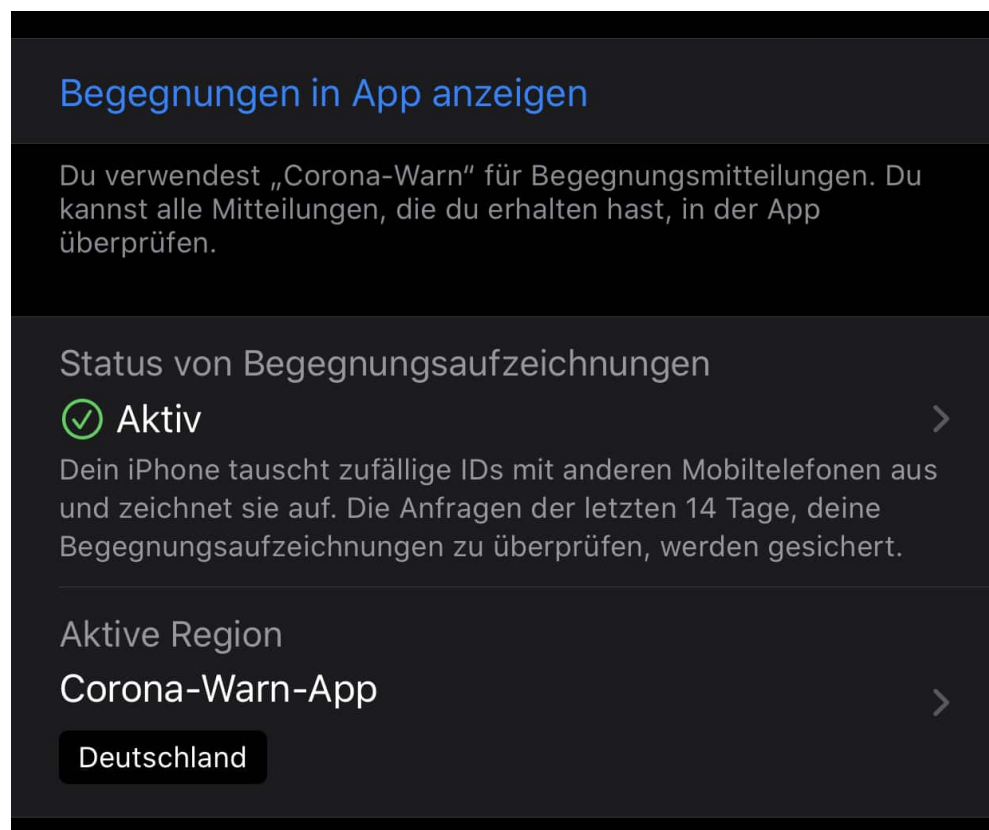 Begegnungen in App anzeigen
Du verwendest „Corona-Warn“ für Begegnungsmitteilungen. Du
kannst alle Mitteilungen, die du erhalten hast, in der App
überprüfen.
Status von Begegnungsaufzeichnungen
Aktiv
Dein iPhone tauscht zufällige IDs mit anderen Mobiltelefonen aus
und zeichnet sie auf. Die Anfragen der letzten 14 Tage, deine
Begegnungsaufzeichnungen zu überprüfen, werden gesichert.
Aktive Region
Corona-Warn-App
Deutschland